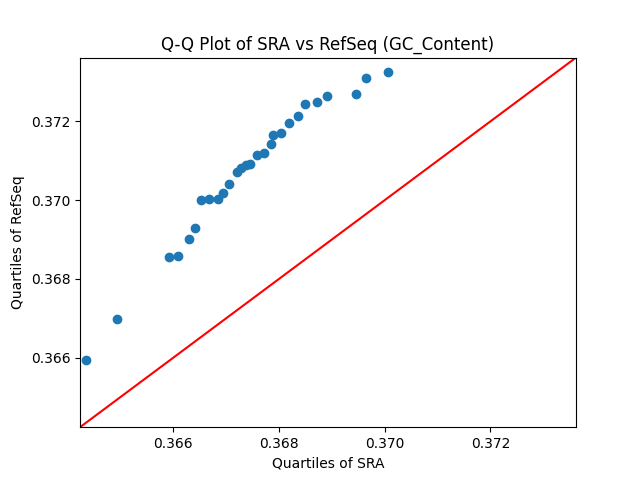 Q-Q Plot of SRA vs RefSeq (GC_Content)
Quartiles of RefSeq
0.372
0.370
0.368
0.366
0.366 0.368 0.370 0.372
Quartiles of SRA